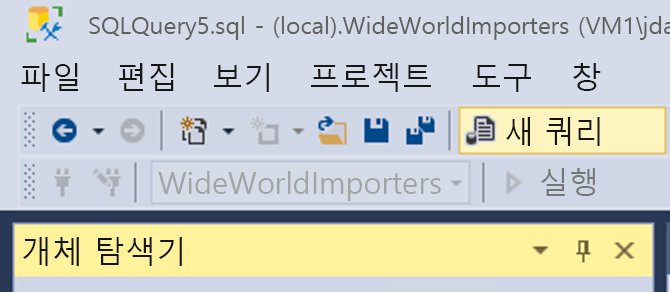 SQLQuery5.sql - (local).WideWorldImporters (VM1\jda
파일 편집 보기 프로젝트 도구 창
새 쿼리
WideWorldImporters 실행
개체 탐색기